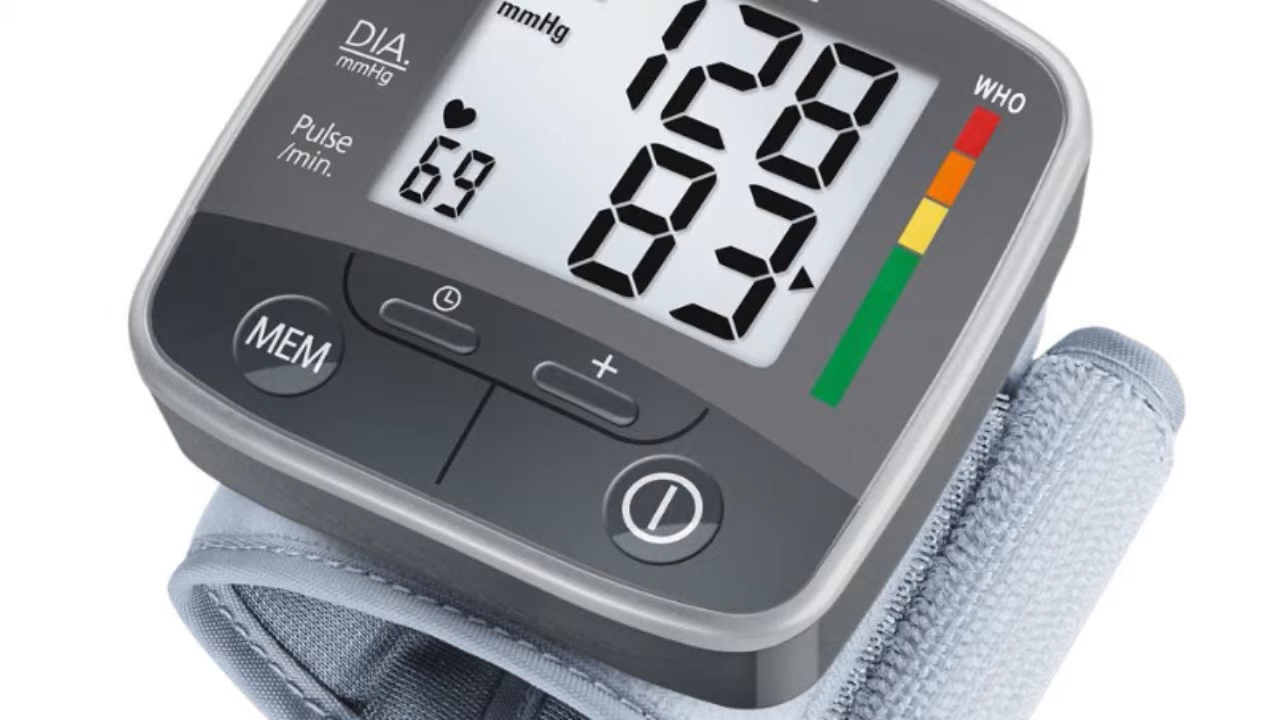 mmHg
128
DIA.
mmHg
83
Pulse
/min.
69
WHO
MEM
+